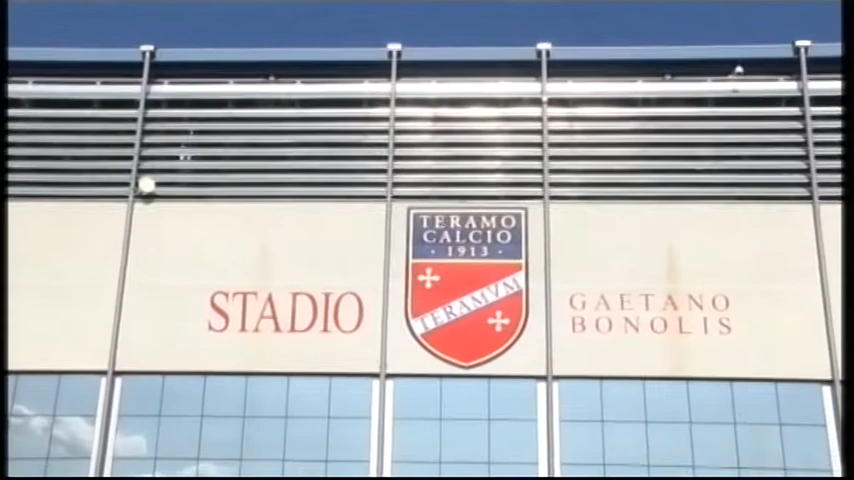 STADIO
TERAMO
CALCIO
· 1913 ·
TERAMVM
GAETANO
BONOLIS